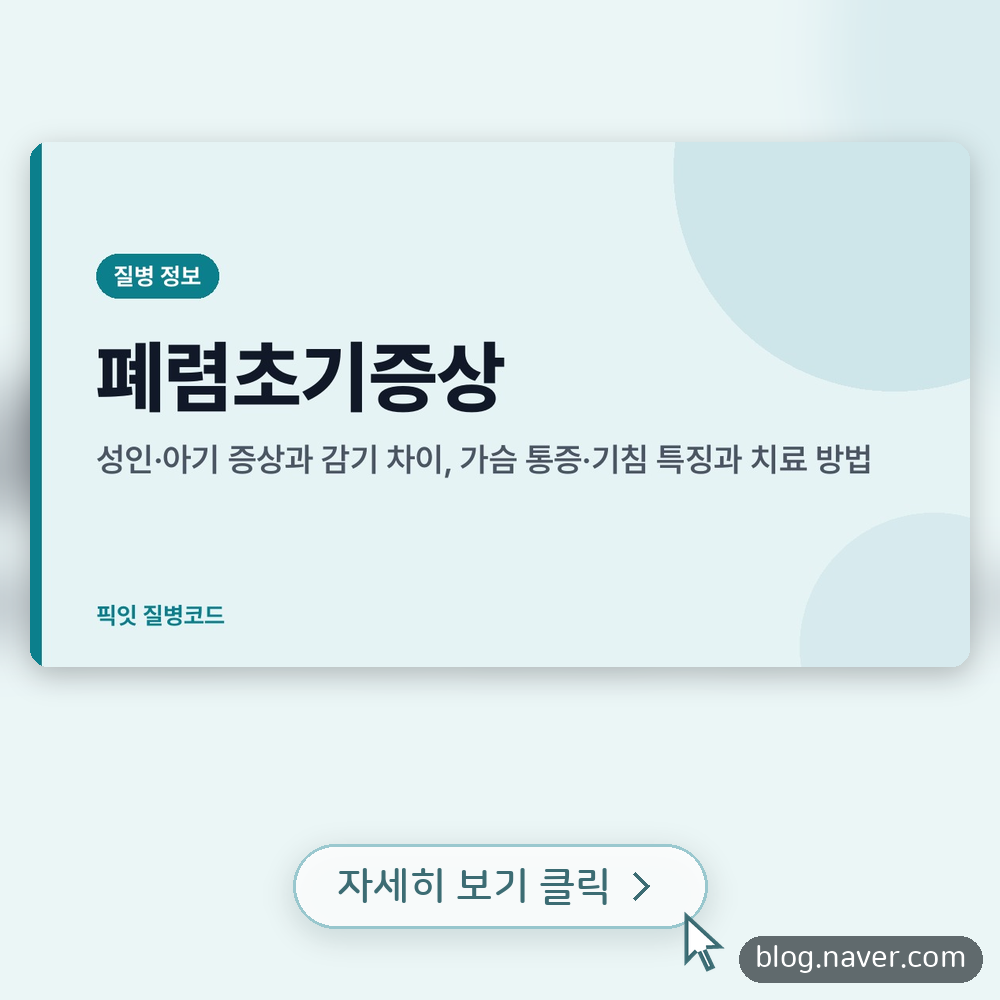 질병 정보
폐렴초기증상
성인·아기 증상과 감기 차이, 가슴 통증·기침 특징과 치료 방법
픽잇 질병코드
자세히 보기 클릭 >
blog.naver.com